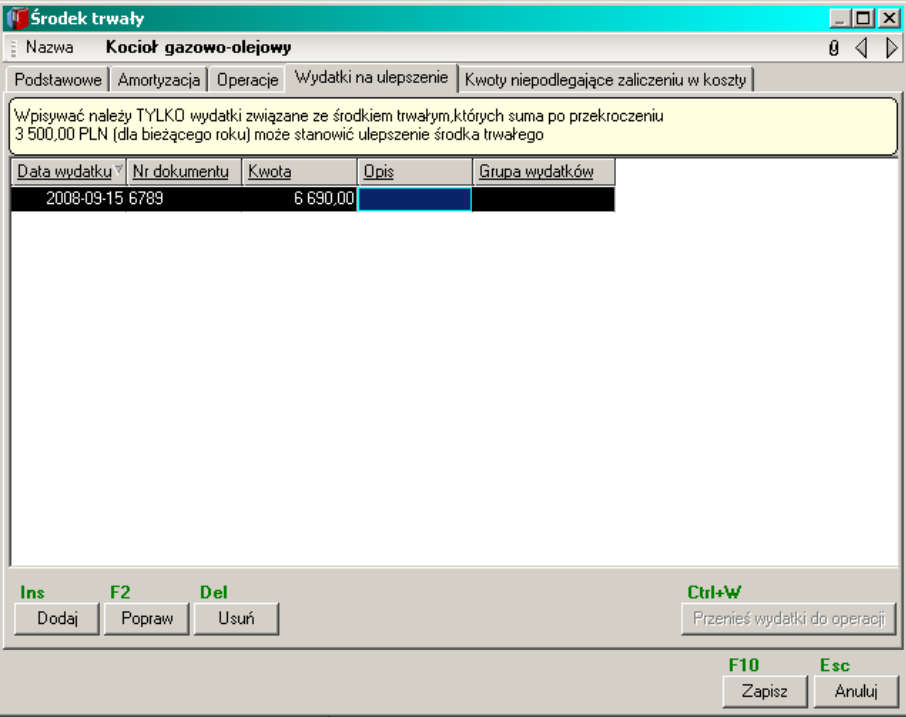 Środek trwały
Nazwa Kocioł gazowo-olejowy
Podstawowe Amortyzacja Operacje Wydatki na ulepszenie Kwoty niepodlegające zaliczeniu w koszty
Wpisywać należy TYLKO wydatki związane ze środkiem trwałym,których suma po przekroczeniu
3 500,00 PLN (dla bieżącego roku) może stanowić ulepszenie środka trwałego
Data wydatku Nr dokumentu Kwota Opis Grupa wydatków
2008-09-15 6789 6 690,00
Ins F2 Del Ctrl+W
Dodaj Popraw Usuń Przenieś wydatki do operacji
F10 Esc
Zapisz Anuluj